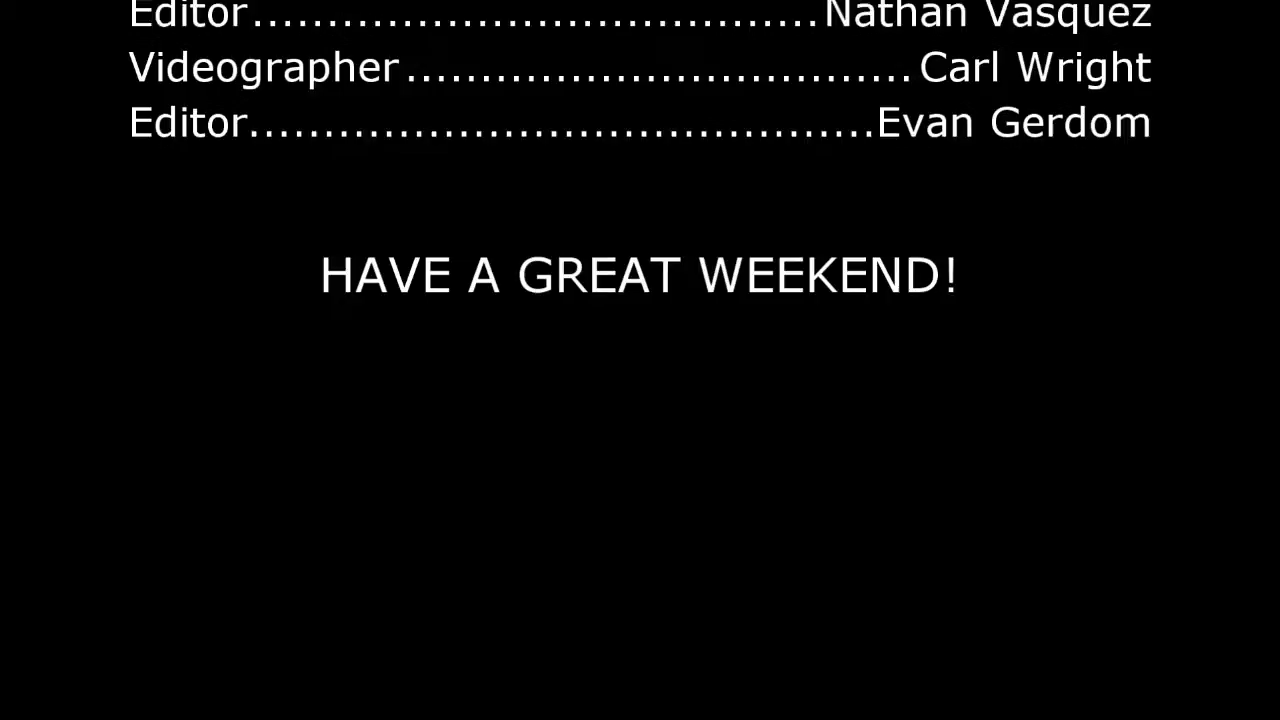 Editor......................................Nathan Vasquez
Videographer..................................Carl Wright
Editor..........................................Evan Gerdom
HAVE A GREAT WEEKEND!